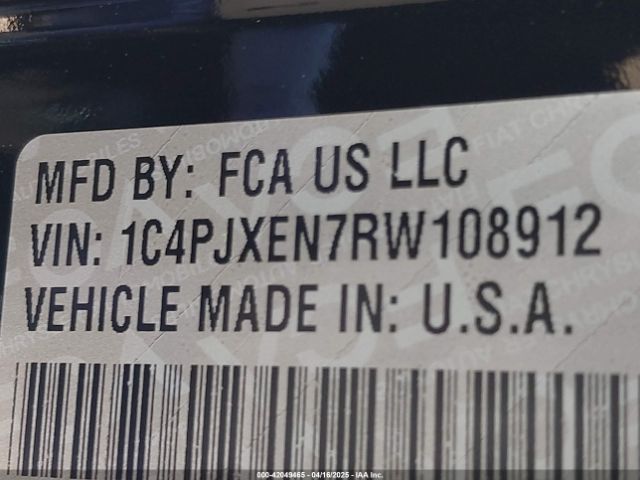 MFD BY: FCA US LLC
VIN: 1C4PJXEN7RW108912
VEHICLE MADE IN: U.S.A.
000-42049465 - 04/16/2025 - IAA Inc.